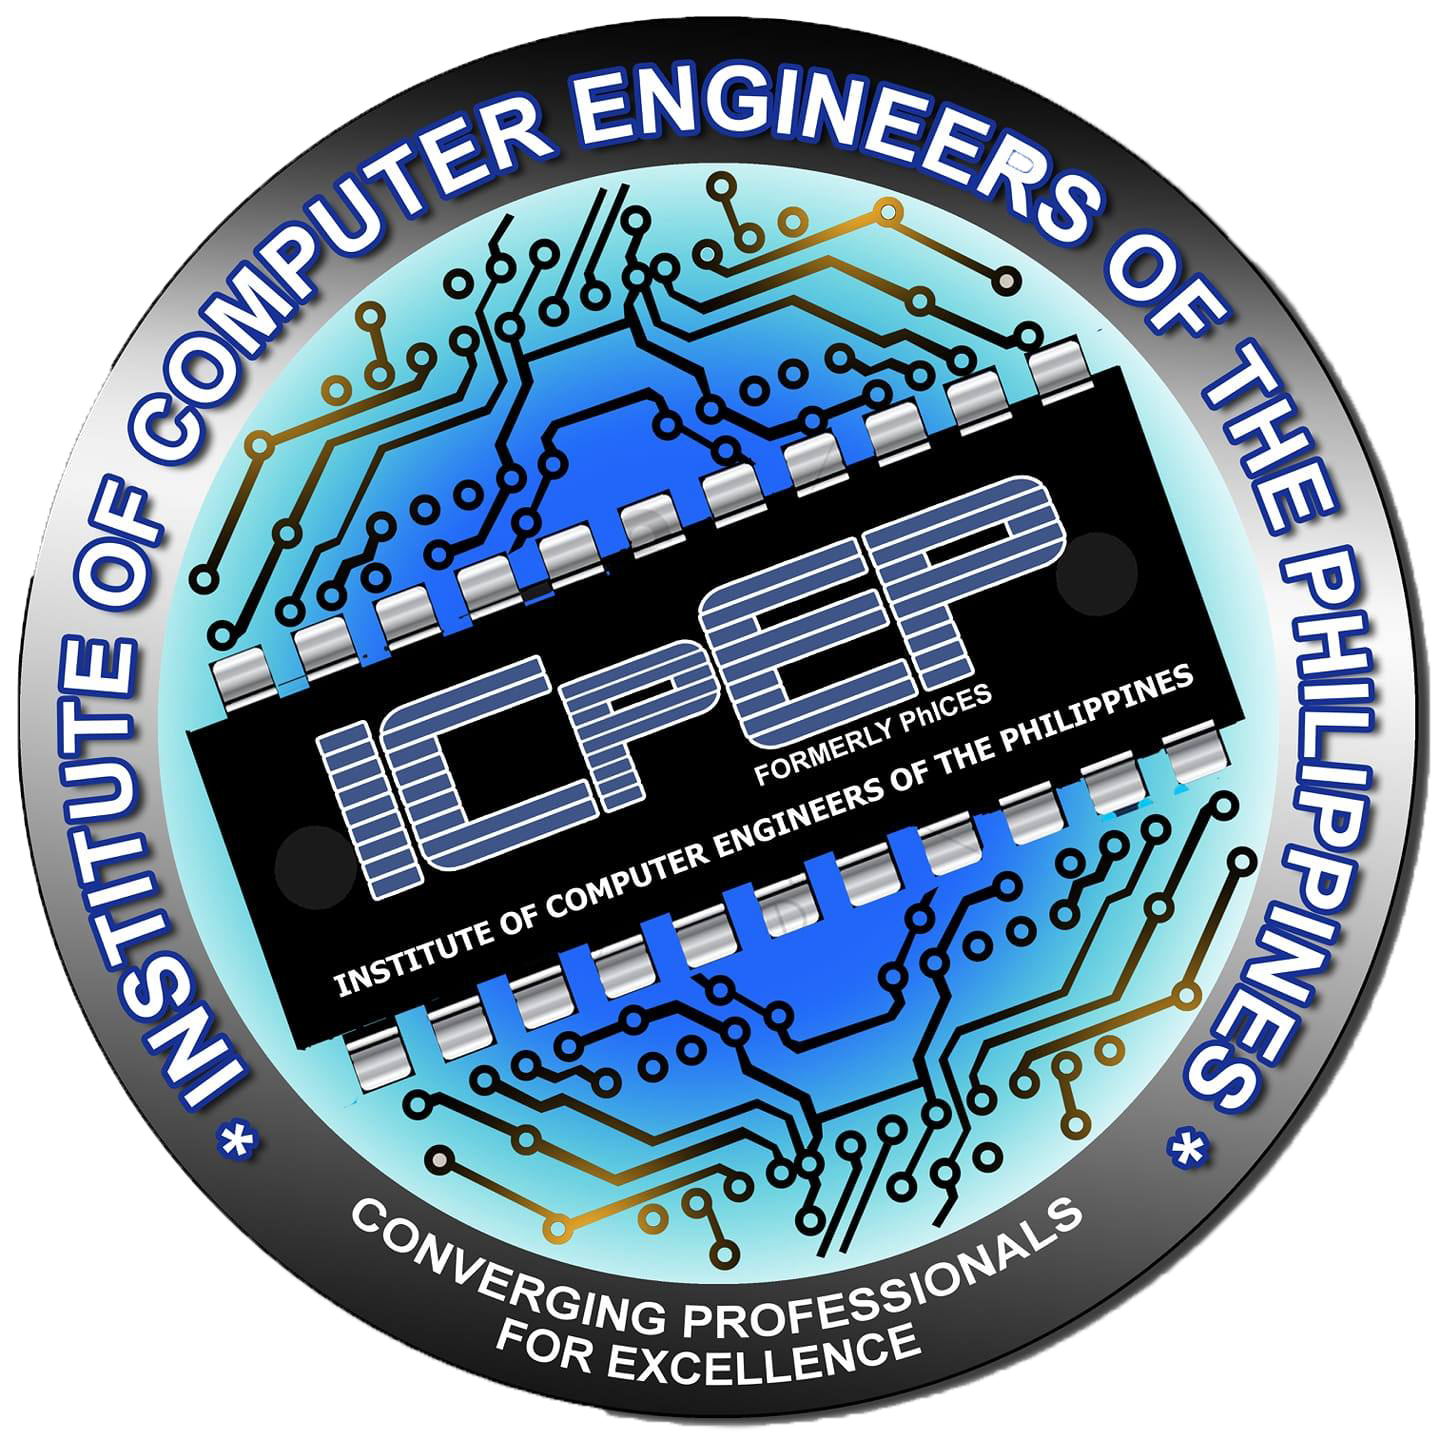 * INSTITUTE OF COMPUTER ENGINEERS OF THE PHILIPPINES *
ICpEP
FORMERLY PhICES
INSTITUTE OF COMPUTER ENGINEERS OF THE PHILIPPINES
CONVERGING PROFESSIONALS
FOR EXCELLENCE